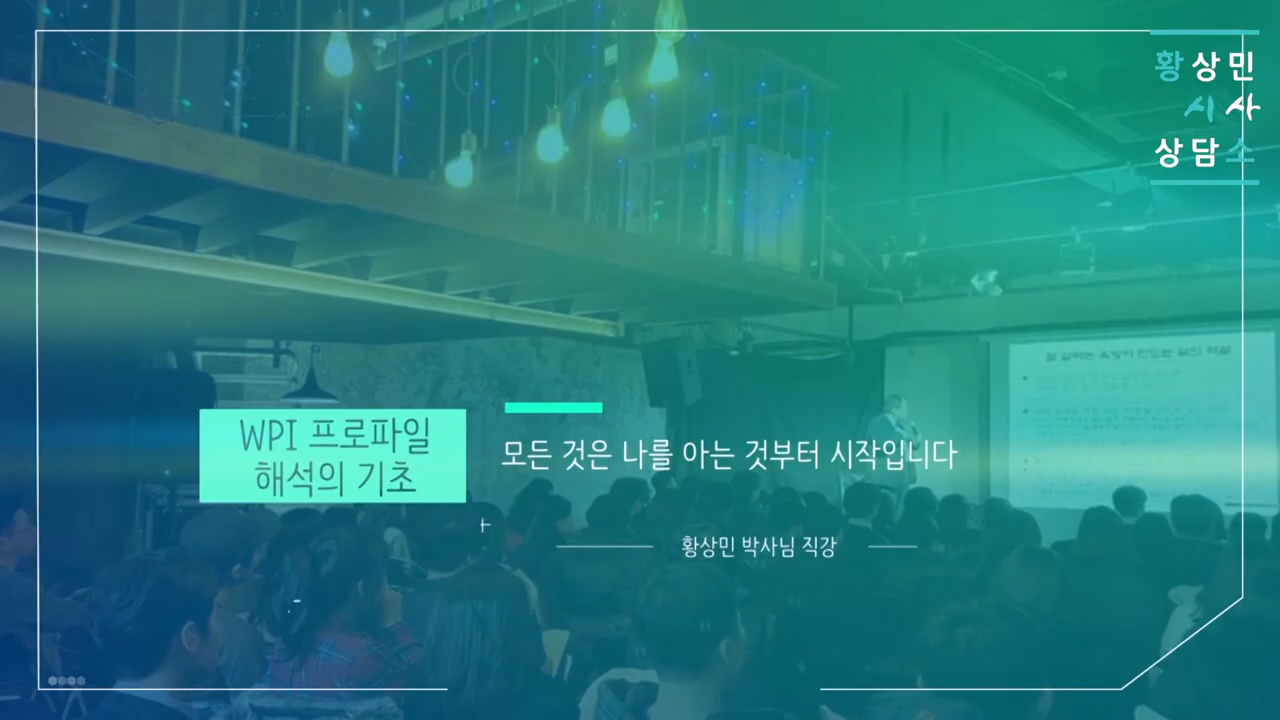 황상민
시사
상담소
WPI 프로파일
해석의 기초
모든 것은 나를 아는 것부터 시작입니다
황상민 박사님 직강